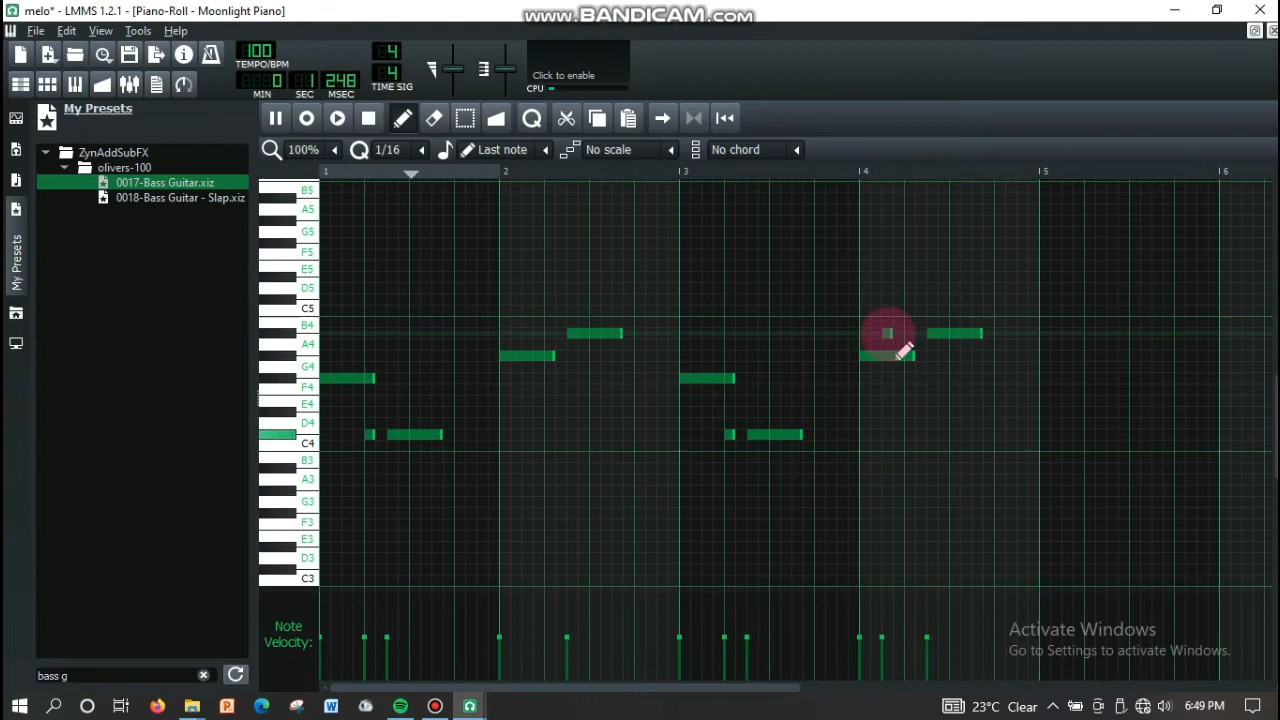 melo* - LMMS 1.2.1 - [Piano-Roll - Moonlight Piano]
www.BANDICAM.com
File Edit View Tools Help
100
TEMPO/BPM
0 1 248
MIN SEC MSEC
4
4
TIME SIG
Click to enable
CPU
My Presets
ZynAddSubFX
olivers-100
0017-Bass Guitar.xiz
0018-Bass Guitar - Slap.xiz
My Presets
bass g
100% 1/16 Last note No scale No chord
1 2 3 4 5 6
B5
A5
G5
F5
E5
D5
C5
B4
A4
G4
F4
E4
D4
C4
B3
A3
G3
F3
E3
D3
C3
Note
Velocity:
Activate Windows
Go to Settings to activate Windows.
23°C Clear 6:49 PM